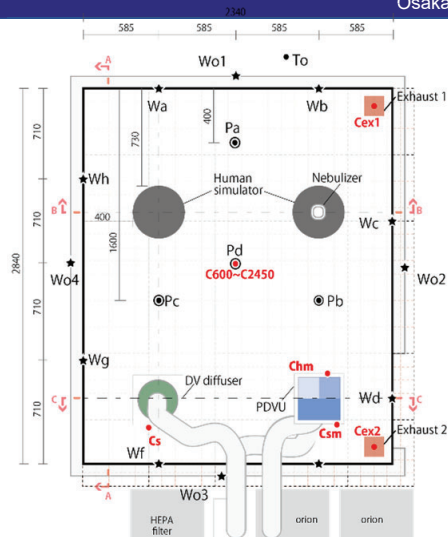 Osaka
2340
585 585 585 585
A Wo1 To
Wa Wb Exhaust 1
Cex1
710 730 400 Pa
Wh Human simulator Nebulizer
B B
710 400 Wc
2840 1600 Pd
Wo4 C600~C2450 Wo2
710 Pc Pb
Wg Chm
DV diffuser
C PDVU Wd C
710 Cs Csm Cex2
Exhaust 2
Wf
A Wo3
HEPA filter orion orion